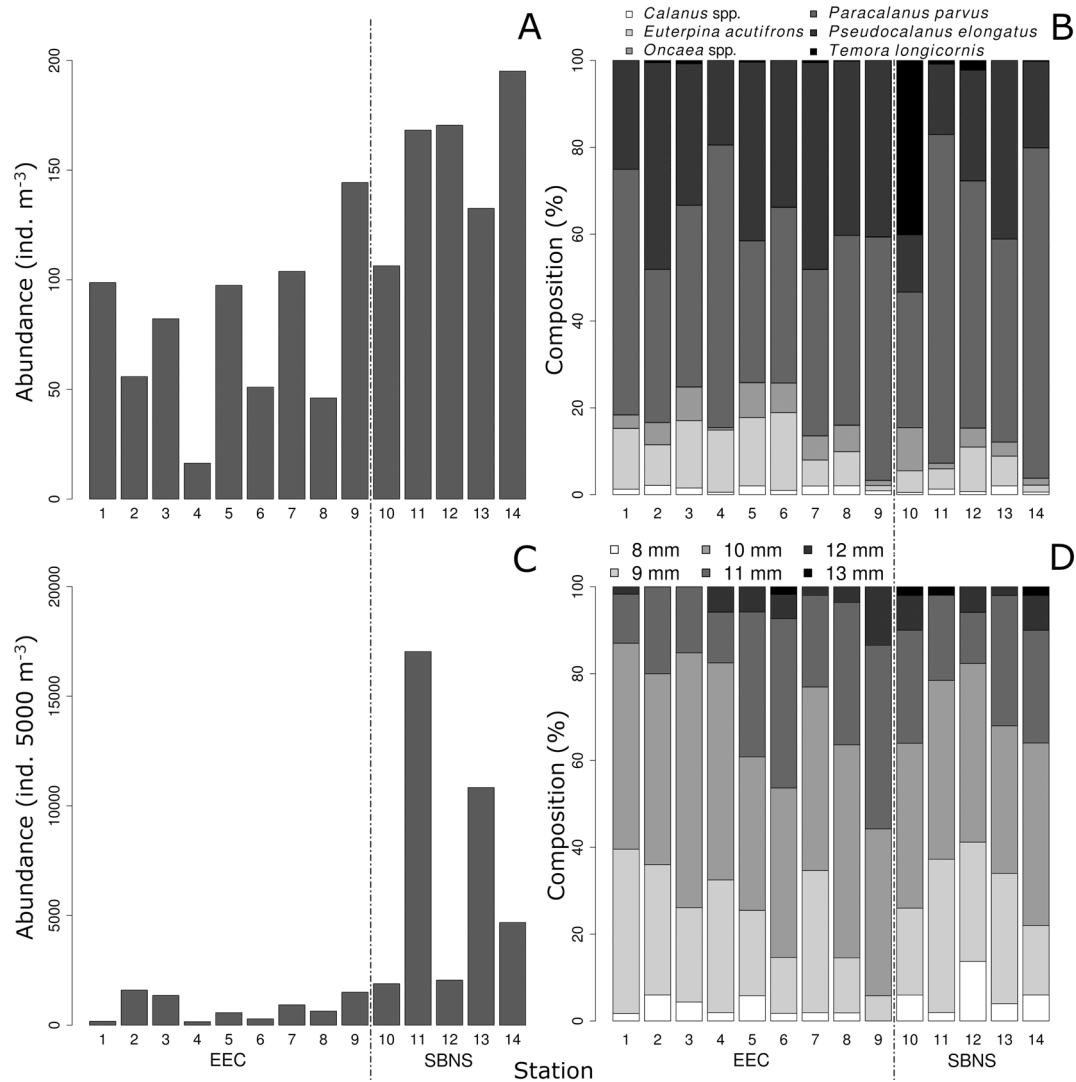 A
Abundance (ind. m⁻³)
0 50 100 150 200
1 2 3 4 5 6 7 8 9 10 11 12 13 14
Calanus spp. Paracalanus parvus
Euterpina acutifrons Pseudocalanus elongatus
Oncaea spp. Temora longicornis
B
Composition (%)
0 20 40 60 80 100
1 2 3 4 5 6 7 8 9 10 11 12 13 14
C
Abundance (ind. 5000 m⁻³)
0 5000 10000 15000 20000
1 2 3 4 5 6 7 8 9 10 11 12 13 14
EEC SBNS
8 mm 10 mm 12 mm
9 mm 11 mm 13 mm
D
Composition (%)
0 20 40 60 80 100
1 2 3 4 5 6 7 8 9 10 11 12 13 14
EEC SBNS
Station